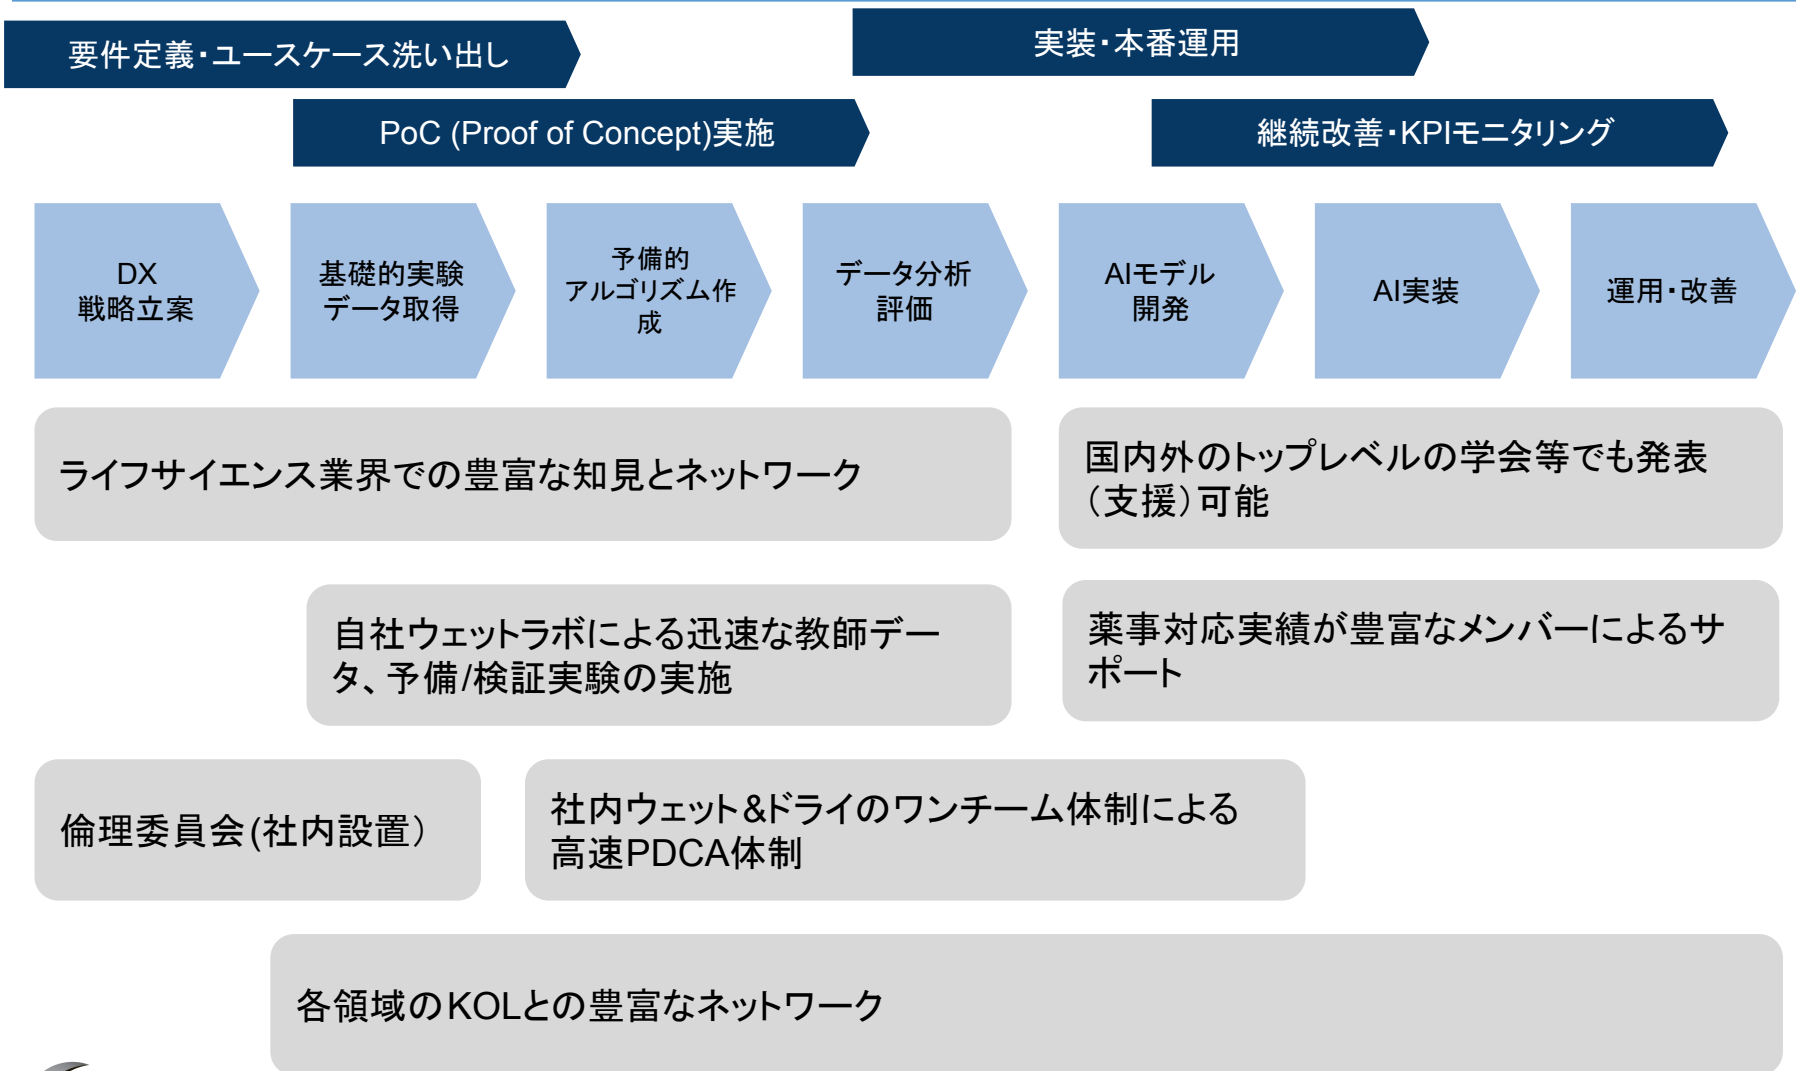 要件定義・ユースケース洗い出し
実装・本番運用
PoC (Proof of Concept)実施
継続改善・KPIモニタリング
DX
戦略立案
基礎的実験
データ取得
予備的
アルゴリズム作
成
データ分析
評価
AIモデル
開発
AI実装
運用・改善
ライフサイエンス業界での豊富な知見とネットワーク
国内外のトップレベルの学会等でも発表
（支援）可能
自社ウェットラボによる迅速な教師デー
タ、予備/検証実験の実施
薬事対応実績が豊富なメンバーによるサ
ポート
倫理委員会(社内設置）
社内ウェット&ドライのワンチーム体制による
高速PDCA体制
各領域のKOLとの豊富なネットワーク